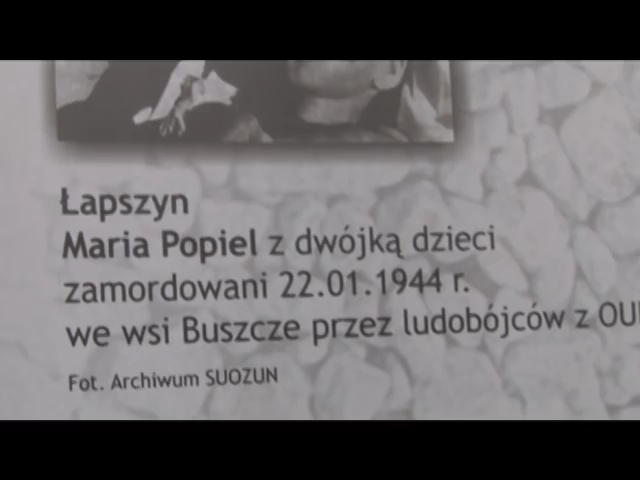 Łapszyn
Maria Popiel z dwójką dzieci
zamordowani 22.01.1944 r.
we wsi Buszcze przez ludobójców z
Fot. Archiwum SUOZUN